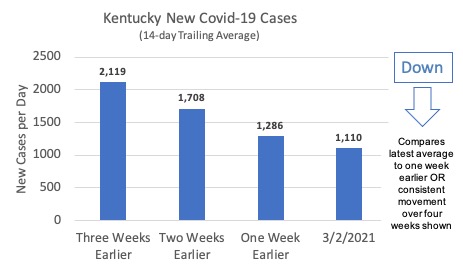 Kentucky New Covid-19 Cases
(14-day Trailing Average)
New Cases per Day
2500
2000
1500
1000
500
0
2,119
1,708
1,286
1,110
Three Weeks
Earlier
Two Weeks
Earlier
One Week
Earlier
3/2/2021
Down
Compares
latest average
to one week
earlier OR
consistent
movement
over four
weeks shown